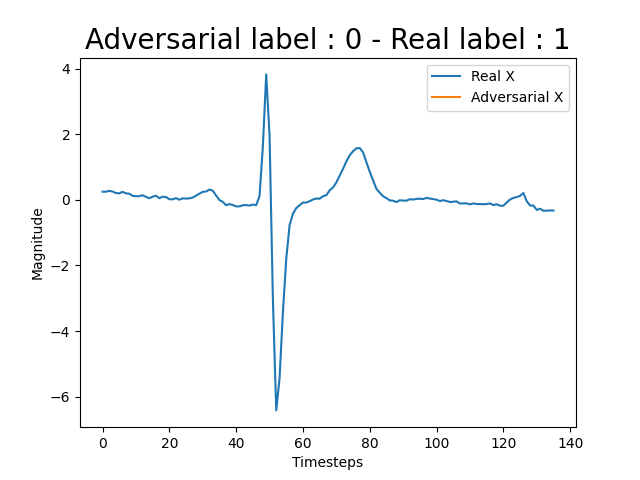 Adversarial label : 0 - Real label : 1
Real X
Adversarial X
4
2
0
−2
−4
−6
Magnitude
0 20 40 60 80 100 120 140
Timesteps